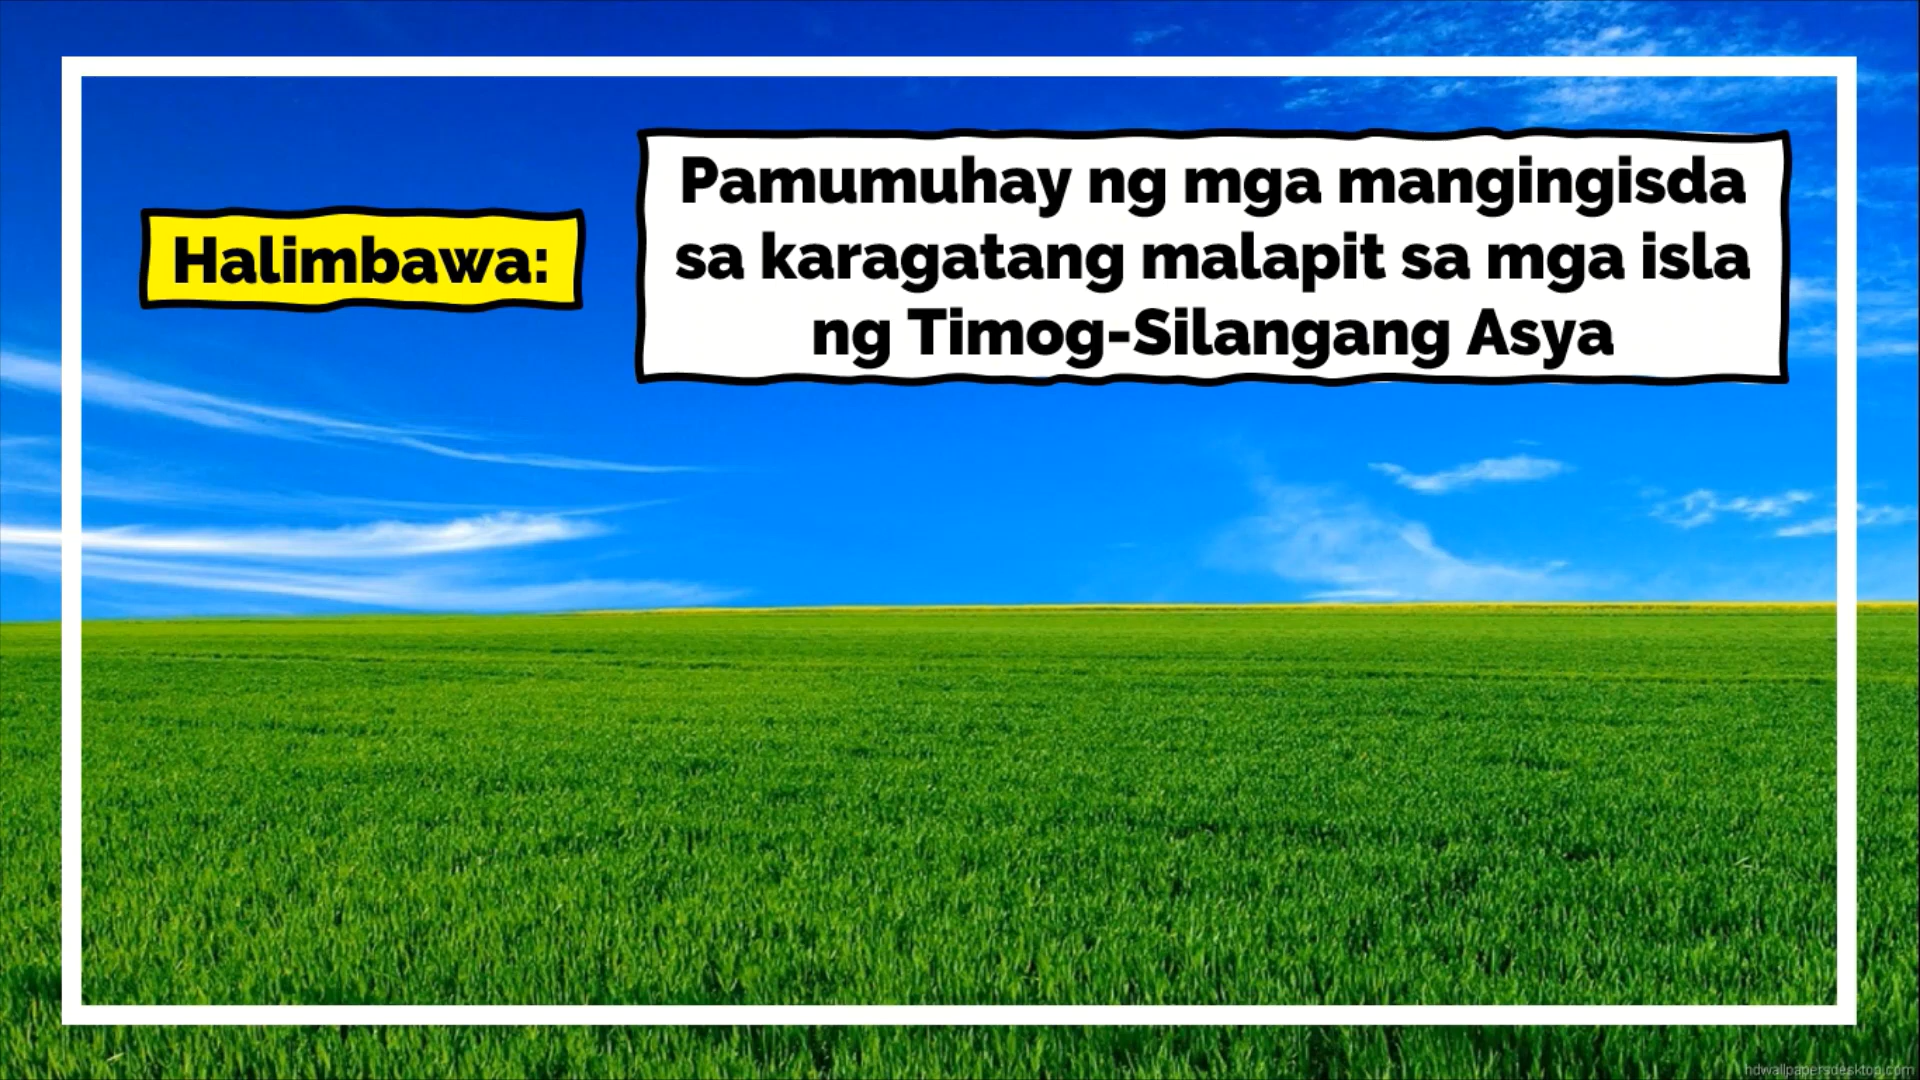 Halimbawa:
Pamumuhay ng mga mangingisda
sa karagatang malapit sa mga isla
ng Timog-Silangang Asya
hdwallpapersdesktop.com